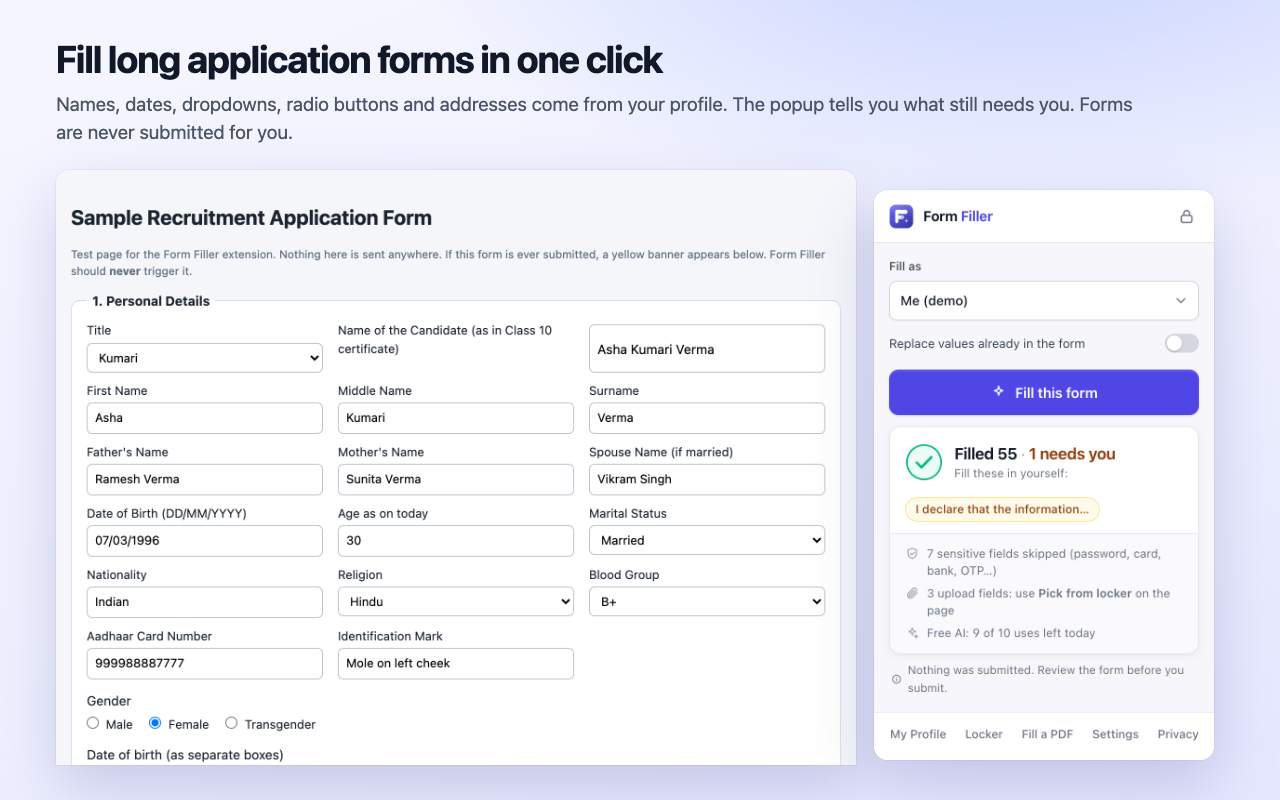 Fill long application forms in one click
Names, dates, dropdowns, radio buttons and addresses come from your profile. The popup tells you what still needs you. Forms
are never submitted for you.
Sample Recruitment Application Form
Test page for the Form Filler extension. Nothing here is sent anywhere. If this form is ever submitted, a yellow banner appears below. Form Filler
should never trigger it.
1. Personal Details
Title
Kumari
Name of the Candidate (as in Class 10
certificate)
Asha Kumari Verma
First Name
Asha
Middle Name
Kumari
Surname
Verma
Father's Name
Ramesh Verma
Mother's Name
Sunita Verma
Spouse Name (if married)
Vikram Singh
Date of Birth (DD/MM/YYYY)
07/03/1996
Age as on today
30
Marital Status
Married
Nationality
Indian
Religion
Hindu
Blood Group
B+
Aadhaar Card Number
999988887777
Identification Mark
Mole on left cheek
Gender
Male
Female
Transgender
Date of birth (as separate boxes)
Form Filler
Fill as
Me (demo)
Replace values already in the form
Fill this form
Filled 55 · 1 needs you
Fill these in yourself:
I declare that the information...
7 sensitive fields skipped (password, card,
bank, OTP...)
3 upload fields: use Pick from locker on the
page
Free AI: 9 of 10 uses left today
Nothing was submitted. Review the form before you
submit.
My Profile
Locker
Fill a PDF
Settings
Privacy